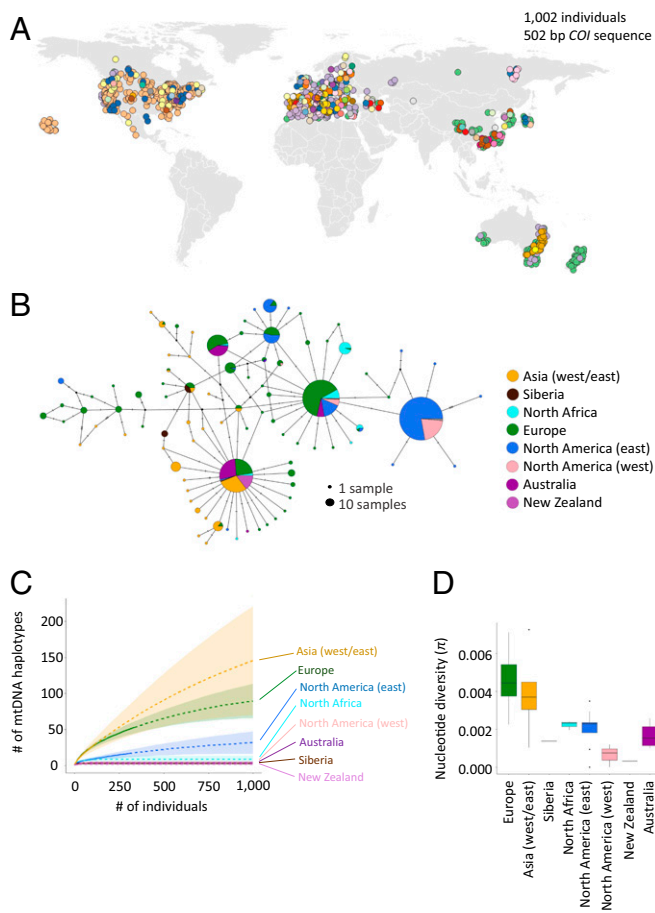 A
1,002 individuals
502 bp COI sequence
B
Asia (west/east)
Siberia
North Africa
Europe
North America (east)
North America (west)
Australia
New Zealand
1 sample
10 samples
C
# of mtDNA haplotypes
200
150
100
50
0
0
250
500
750
1,000
# of individuals
Asia (west/east)
Europe
North America (east)
North Africa
North America (west)
Australia
Siberia
New Zealand
D
Nucleotide diversity (π)
0.006
0.004
0.002
0.000
Europe
Asia (west/east)
Siberia
North Africa
North America (east)
North America (west)
New Zealand
Australia